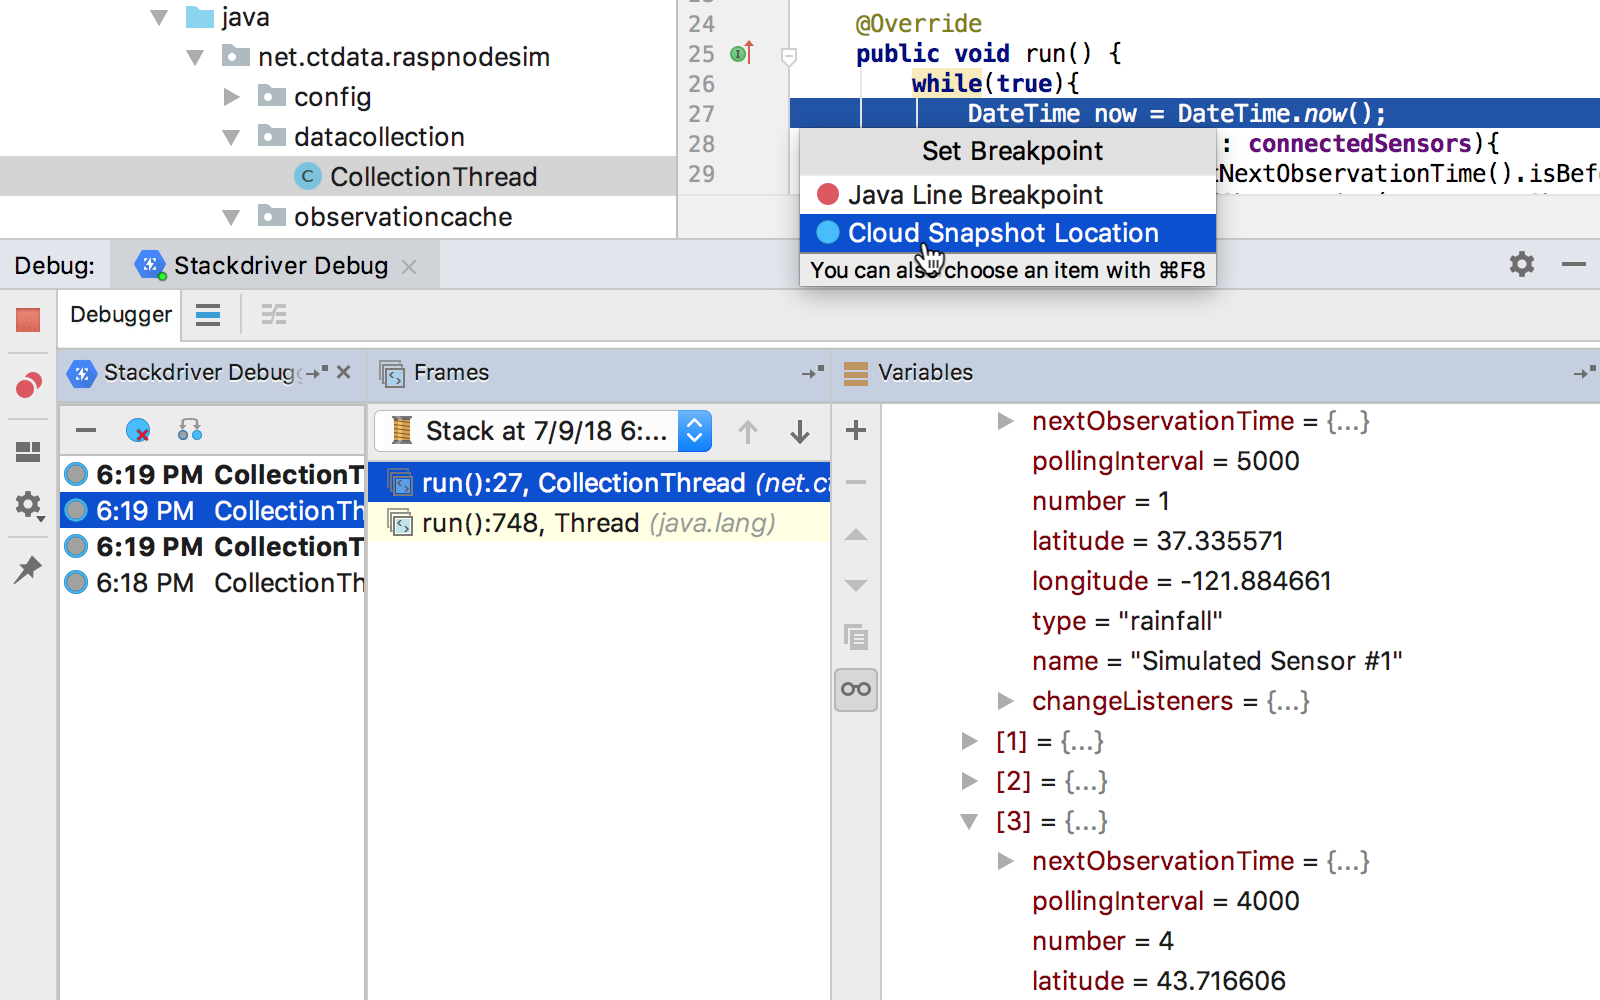 java
net.ctdata.raspnodesim
config
datacollection
C CollectionThread
observationcache
24 @Override
25 I public void run() {
26 while(true){
27 DateTime now = DateTime.now();
28 : connectedSensors){
29 NextObservationTime().isBef
Set Breakpoint
Java Line Breakpoint
Cloud Snapshot Location
You can also choose an item with ⌘F8
Debug: Stackdriver Debug
Debugger
Stackdriver Debug
Frames
Variables
6:19 PM CollectionT
6:19 PM CollectionTh
6:19 PM CollectionT
6:18 PM CollectionTh
Stack at 7/9/18 6:...
run():27, CollectionThread (net.ct
run():748, Thread (java.lang)
nextObservationTime = {...}
pollingInterval = 5000
number = 1
latitude = 37.335571
longitude = -121.884661
type = "rainfall"
name = "Simulated Sensor #1"
changeListeners = {...}
[1] = {...}
[2] = {...}
[3] = {...}
nextObservationTime = {...}
pollingInterval = 4000
number = 4
latitude = 43.716606